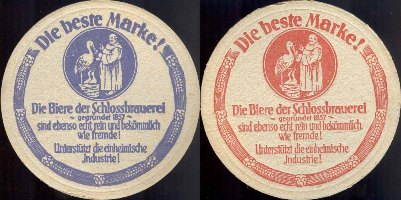 Die beste Marke!
Die Biere der Schlossbrauerei
~ gegründet 1857 ~
sind ebenso echt, rein und bekömmlich
wie fremde!
Unterstützt die einheimische
Industrie!
Die beste Marke!
Die Biere der Schlossbrauerei
~ gegründet 1857 ~
sind ebenso echt, rein und bekömmlich
wie fremde!
Unterstützt die einheimische
Industrie!